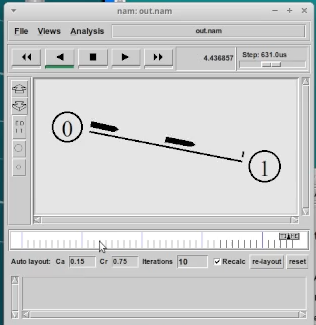 nam: out.nam
File Views Analysis out.nam
4.436857 Step: 631.0us
0
1
Auto layout: Ca 0.15 Cr 0.75 Iterations 10 Recalc re-layout reset